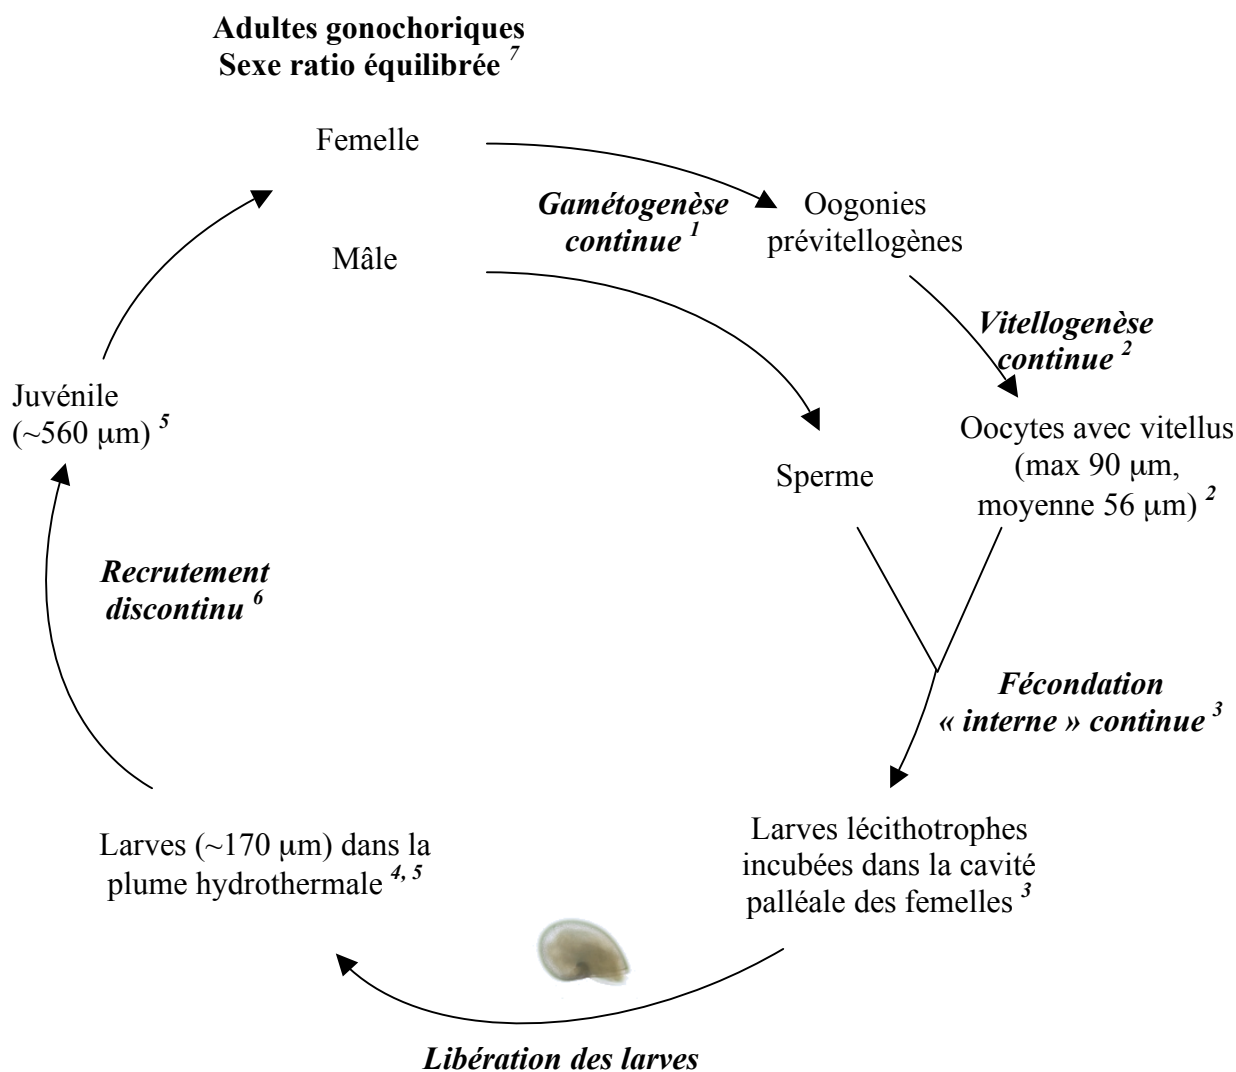 Adultes gonochoriques
Sexe ratio équilibrée 7
Femelle
Gamétogenèse
continue 1
Oogonies
prévitellogènes
Mâle
Vitellogenèse
continue 2
Juvénile
(~560 μm) 5
Oocytes avec vitellus
(max 90 μm,
moyenne 56 μm) 2
Sperme
Recrutement
discontinu 6
Fécondation
« interne » continue 3
Larves (~170 μm) dans la
plume hydrothermale 4, 5
Larves lécithotrophes
incubées dans la cavité
palléale des femelles 3
Libération des larves